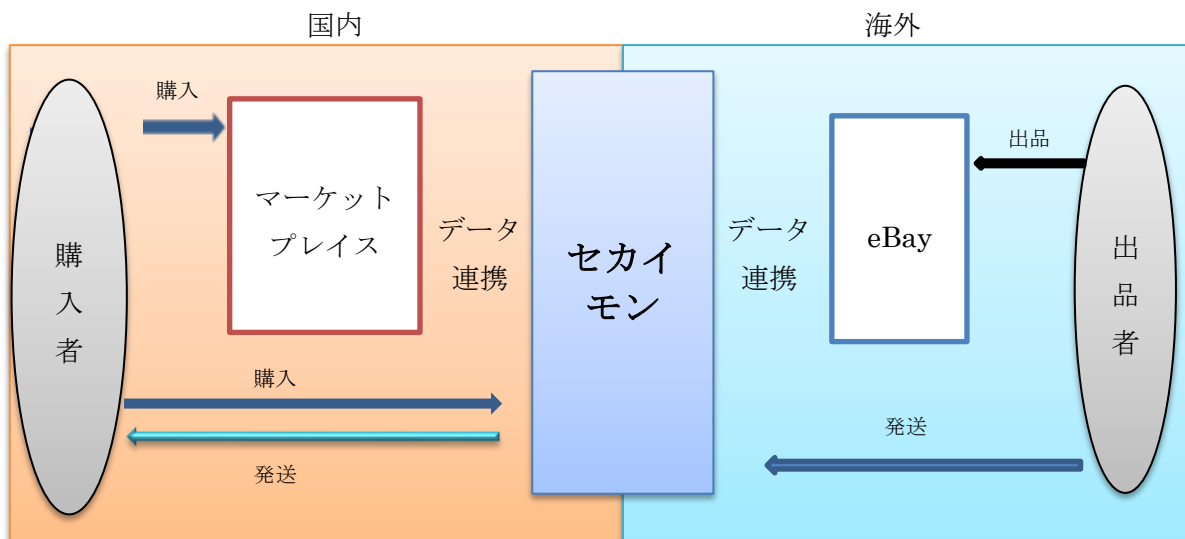 国内
海外
購入
マーケット
プレイス
データ
連携
セカイ
モン
データ
連携
eBay
出品
購
入
者
出
品
者
購入
発送
発送